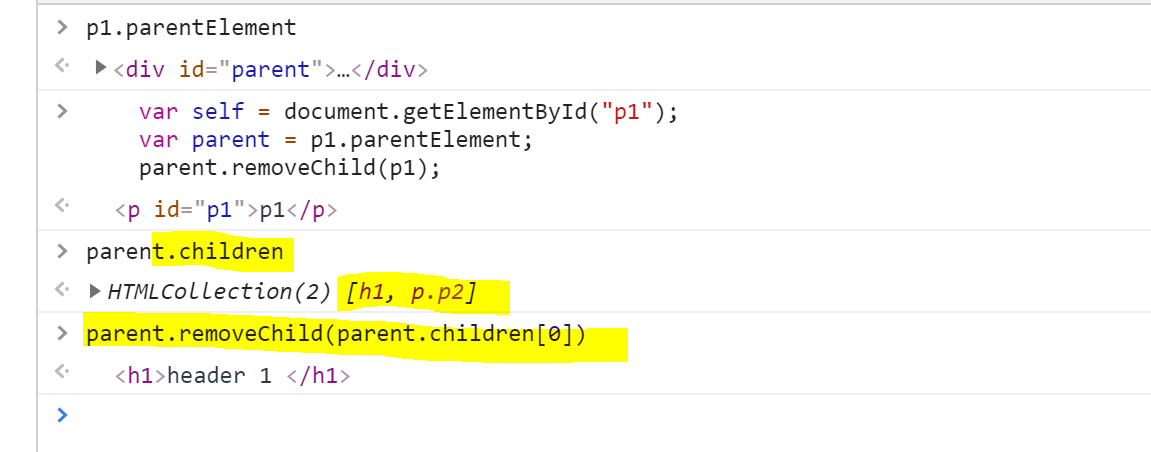 > p1.parentElement
<· ▶<div id="parent">…</div>
> var self = document.getElementById("p1");
var parent = p1.parentElement;
parent.removeChild(p1);
<· <p id="p1">p1</p>
> parent.children
<· ▶HTMLCollection(2) [h1, p.p2]
> parent.removeChild(parent.children[0])
<· <h1>header 1 </h1>
>